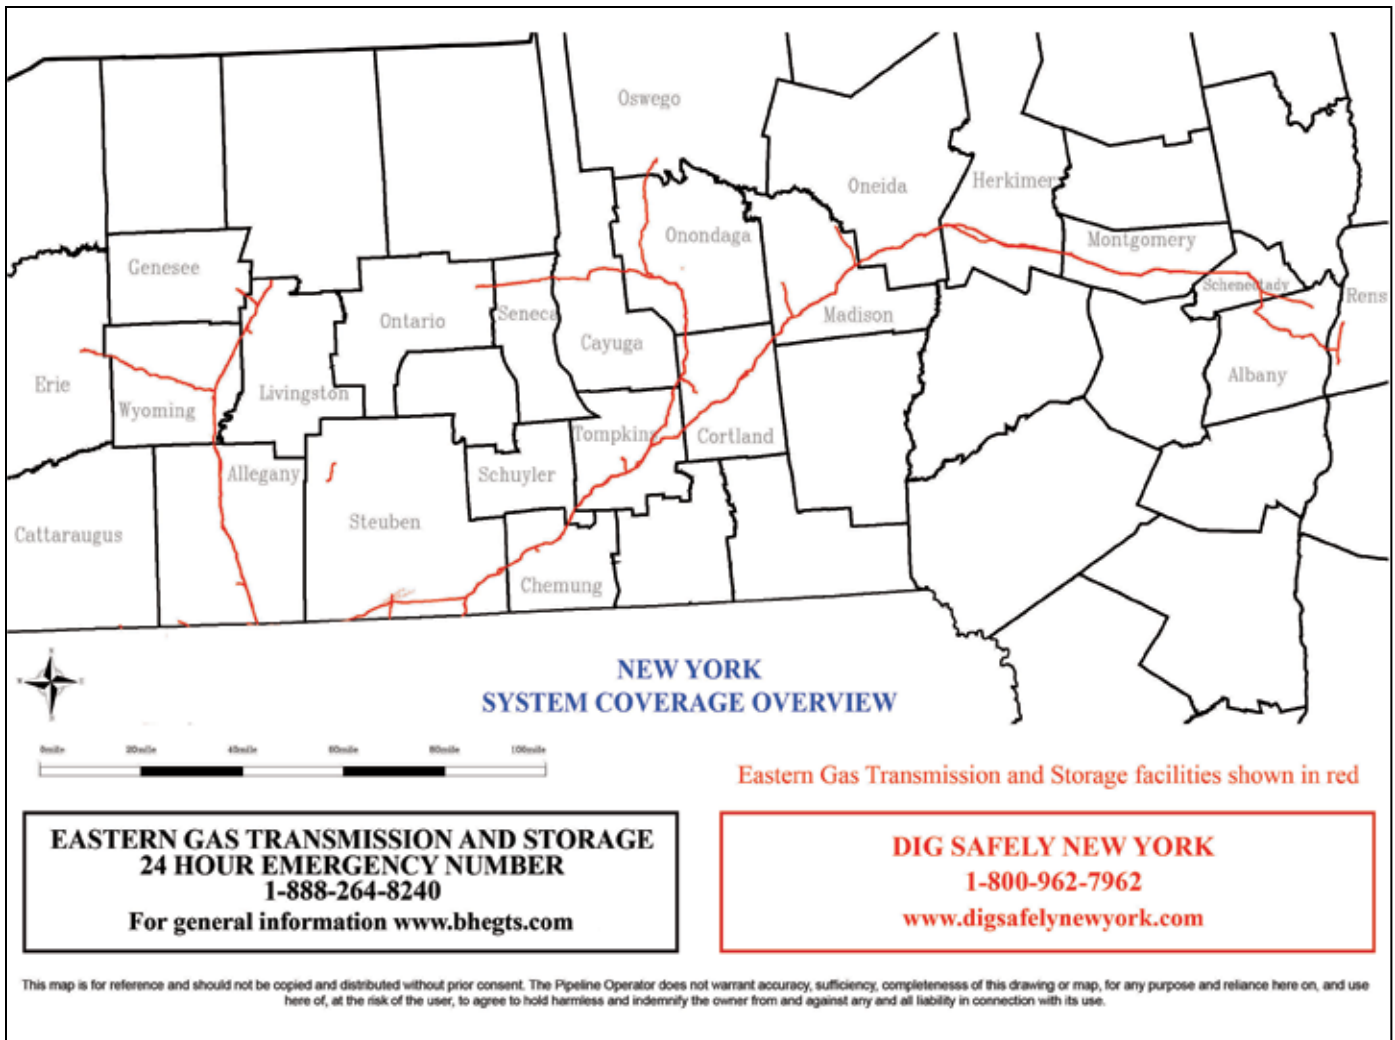 Oswego
Oneida
Herkimer
Onondaga
Montgomery
Genesee
Schenectady
Rens
Seneca
Ontario
Madison
Cayuga
Erie
Albany
Livingston
Wyoming
Tompkins
Cortland
Allegany
Schuyler
Steuben
Cattaraugus
Chemung
NEW YORK
SYSTEM COVERAGE OVERVIEW
0mile 20mile 40mile 60mile 80mile 100mile
Eastern Gas Transmission and Storage facilities shown in red
EASTERN GAS TRANSMISSION AND STORAGE
24 HOUR EMERGENCY NUMBER
1-888-264-8240
For general information www.bhegts.com
DIG SAFELY NEW YORK
1-800-962-7962
www.digsafelynewyork.com
This map is for reference and should not be copied and distributed without prior consent. The Pipeline Operator does not warrant accuracy, sufficiency, completenesss of this drawing or map, for any purpose and reliance here on, and use
here of, at the risk of the user, to agree to hold harmless and indemnify the owner from and against any and all liability in connection with its use.